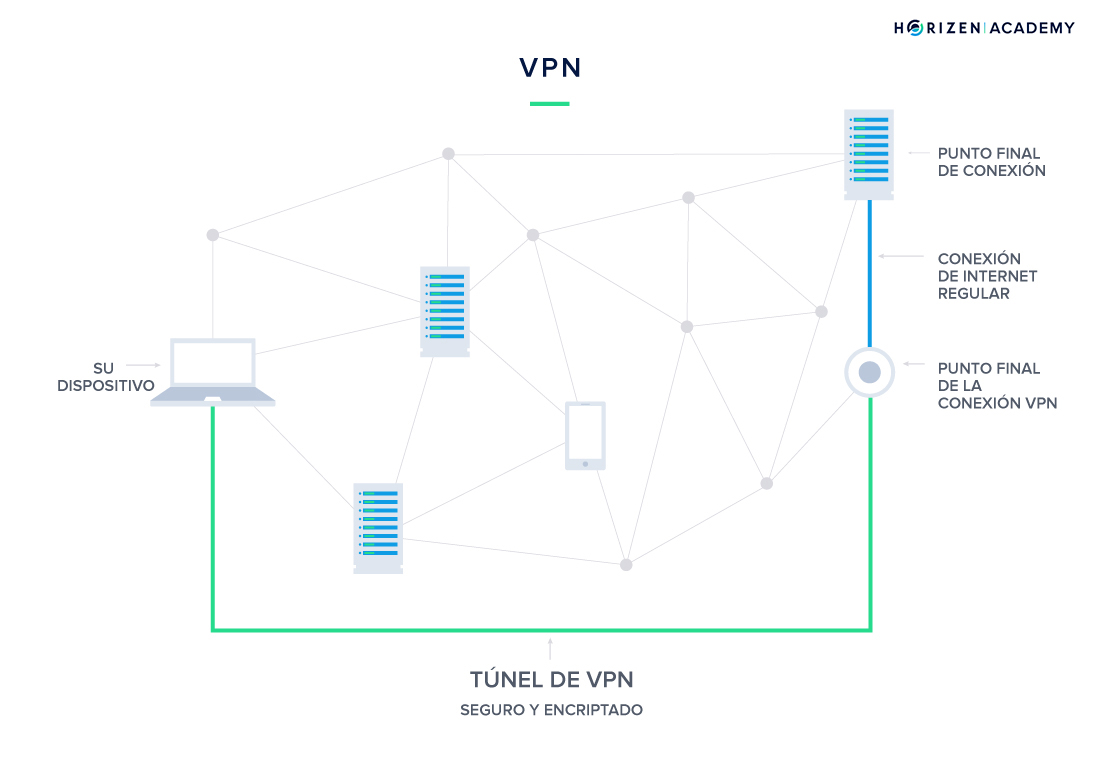 HORIZEN|ACADEMY
VPN
PUNTO FINAL
DE CONEXIÓN
CONEXIÓN
DE INTERNET
REGULAR
SU
DISPOSITIVO
PUNTO FINAL
DE LA
CONEXIÓN VPN
TÚNEL DE VPN
SEGURO Y ENCRIPTADO